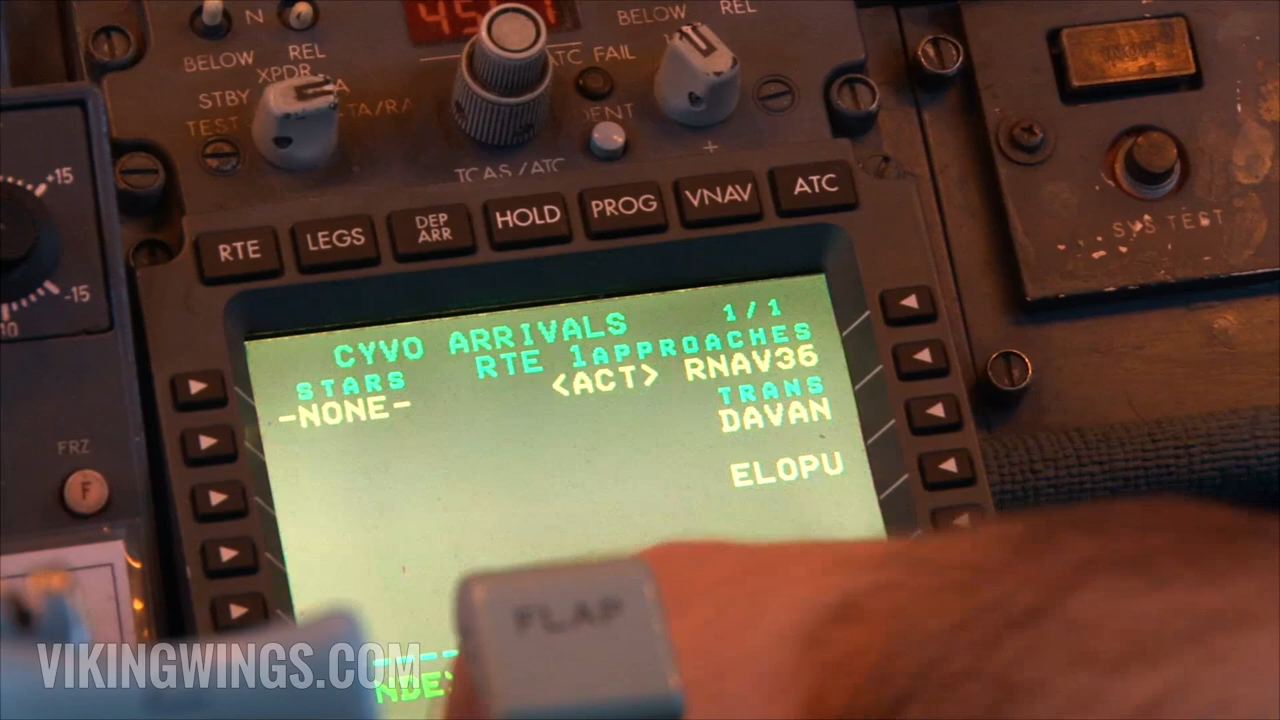 N
BELOW
REL
BELOW
REL
XPDR
ATC FAIL
STBY
TEST
TA/RA
TCAS/ATC
+
+15
-15
10
SYS TEST
RTE
LEGS
DEP
ARR
HOLD
PROG
VNAV
ATC
CYVO ARRIVALS 1/1
STARS RTE 1 APPROACHES
-NONE- <ACT> RNAV36
TRANS
DAVAN
ELOPU
FRZ
F
FLAP
VIKINGWINGS.COM